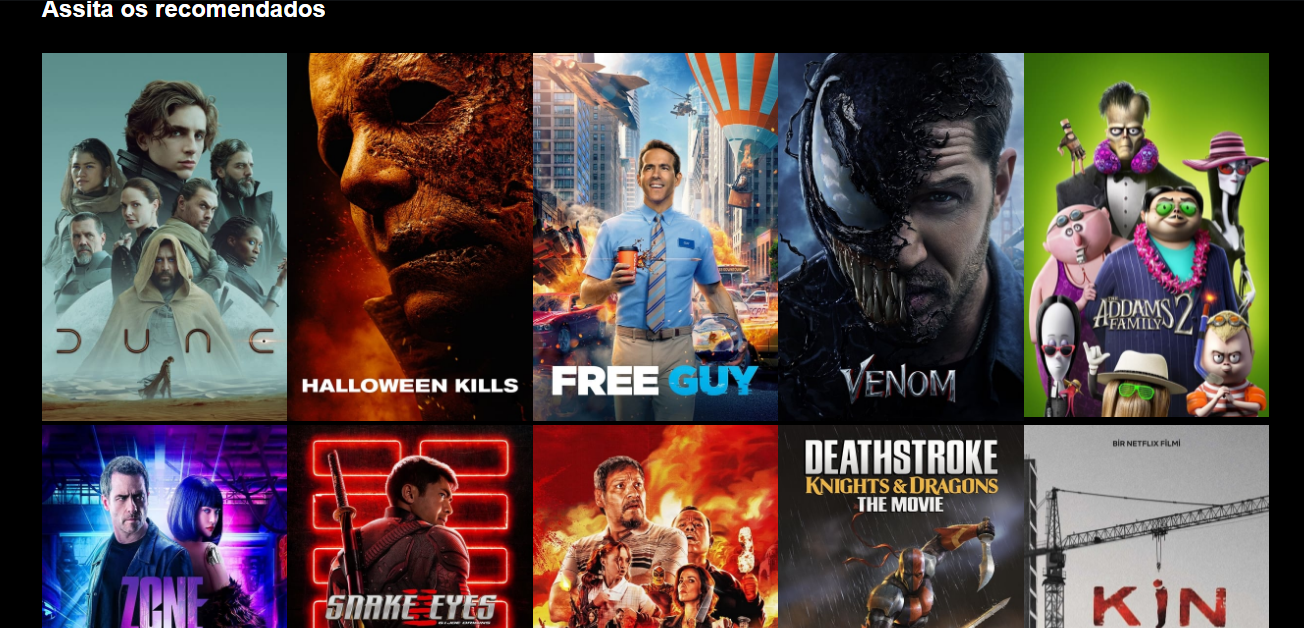 Assita os recomendados
DUNE
HALLOWEEN KILLS
FREE GUY
VENOM
THE
ADDAMS
FAMILY 2
ZONE
SNAKE EYES
DEATHSTROKE
KNIGHTS & DRAGONS
THE MOVIE
BİR NETFLIX FİLMİ
KİN